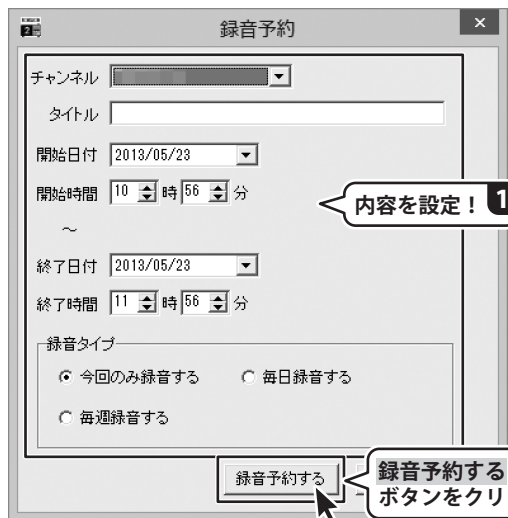 録音予約
×
チャンネル
タイトル
開始日付 2013/05/23
開始時間 10 時 56 分
～
終了日付 2013/05/23
終了時間 11 時 56 分
内容を設定！ 1
録音タイプ
今回のみ録音する 毎日録音する
毎週録音する
録音予約する
録音予約する
ボタンをクリ